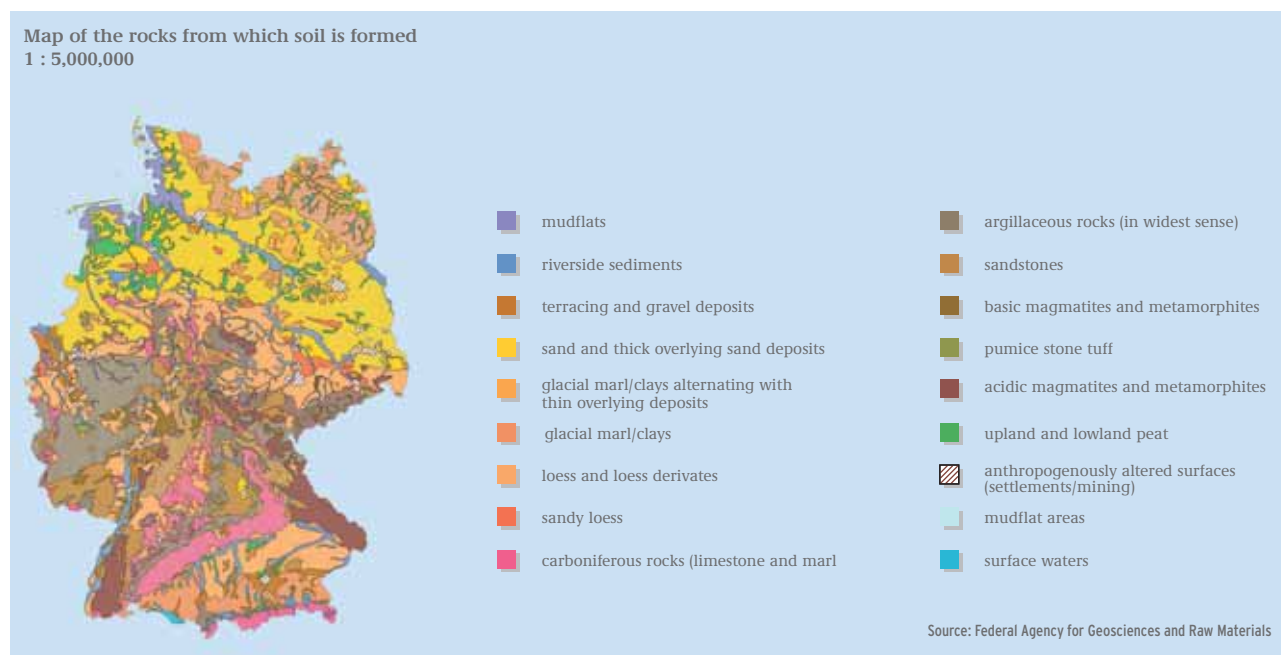 Map of the rocks from which soil is formed
1 : 5,000,000
mudflats
riverside sediments
terracing and gravel deposits
sand and thick overlying sand deposits
glacial marl/clays alternating with
thin overlying deposits
glacial marl/clays
loess and loess derivates
sandy loess
carboniferous rocks (limestone and marl
argillaceous rocks (in widest sense)
sandstones
basic magmatites and metamorphites
pumice stone tuff
acidic magmatites and metamorphites
upland and lowland peat
anthropogenously altered surfaces
(settlements/mining)
mudflat areas
surface waters
Source: Federal Agency for Geosciences and Raw Materials